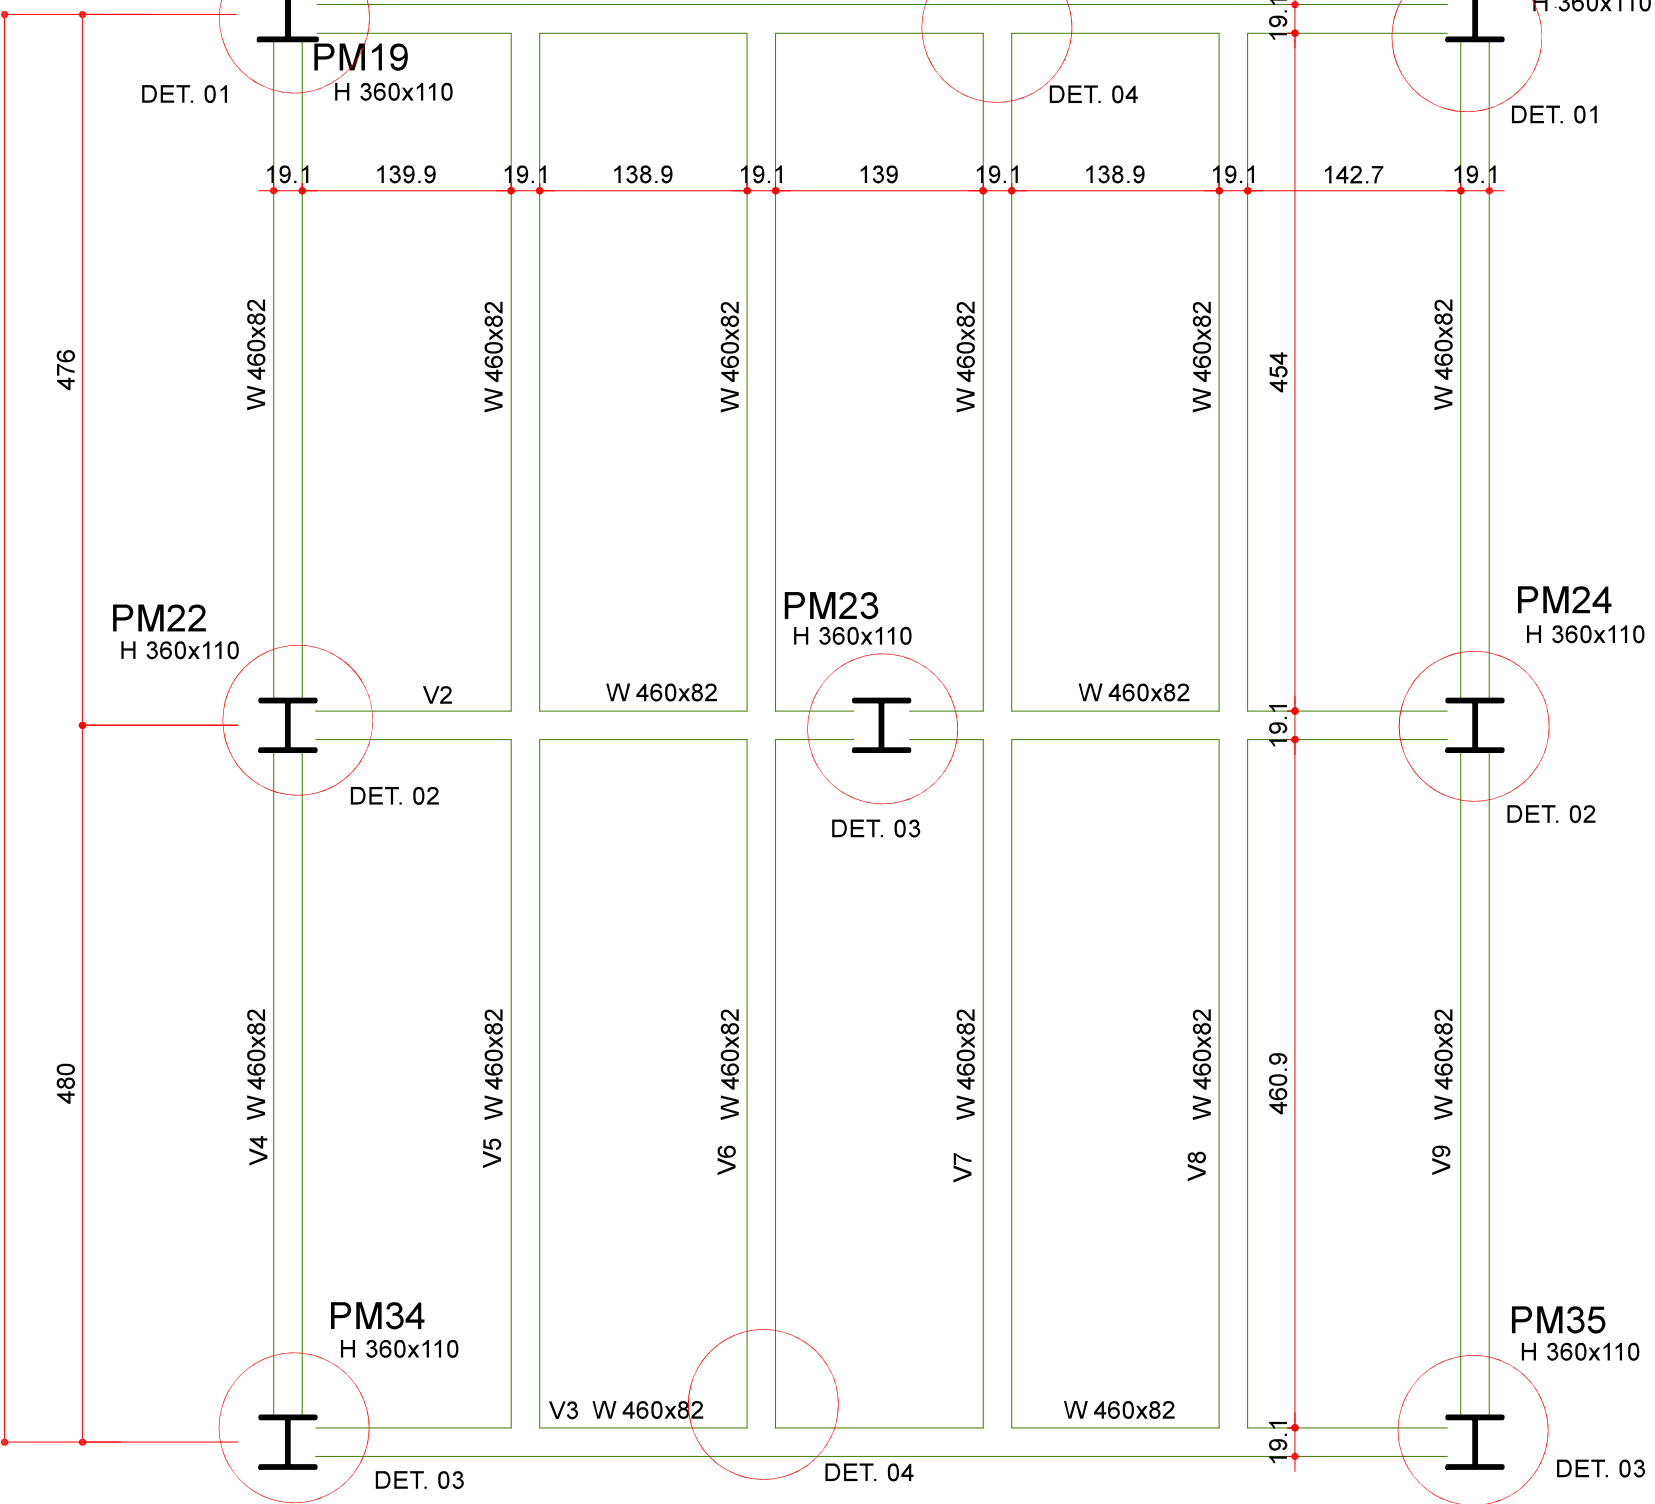 19.1
H 360x110
PM19
H 360x110
DET. 01
DET. 04
DET. 01
19.1
139.9
19.1
138.9
19.1
139
19.1
138.9
19.1
142.7
19.1
476
W 460x82
W 460x82
W 460x82
W 460x82
W 460x82
454
W 460x82
PM22
H 360x110
PM23
H 360x110
PM24
H 360x110
V2
W 460x82
W 460x82
19.1
DET. 02
DET. 03
DET. 02
480
V4 W 460x82
V5 W 460x82
V6 W 460x82
V7 W 460x82
V8 W 460x82
460.9
V9 W 460x82
PM34
H 360x110
PM35
H 360x110
V3 W 460x82
W 460x82
19.1
DET. 03
DET. 04
DET. 03